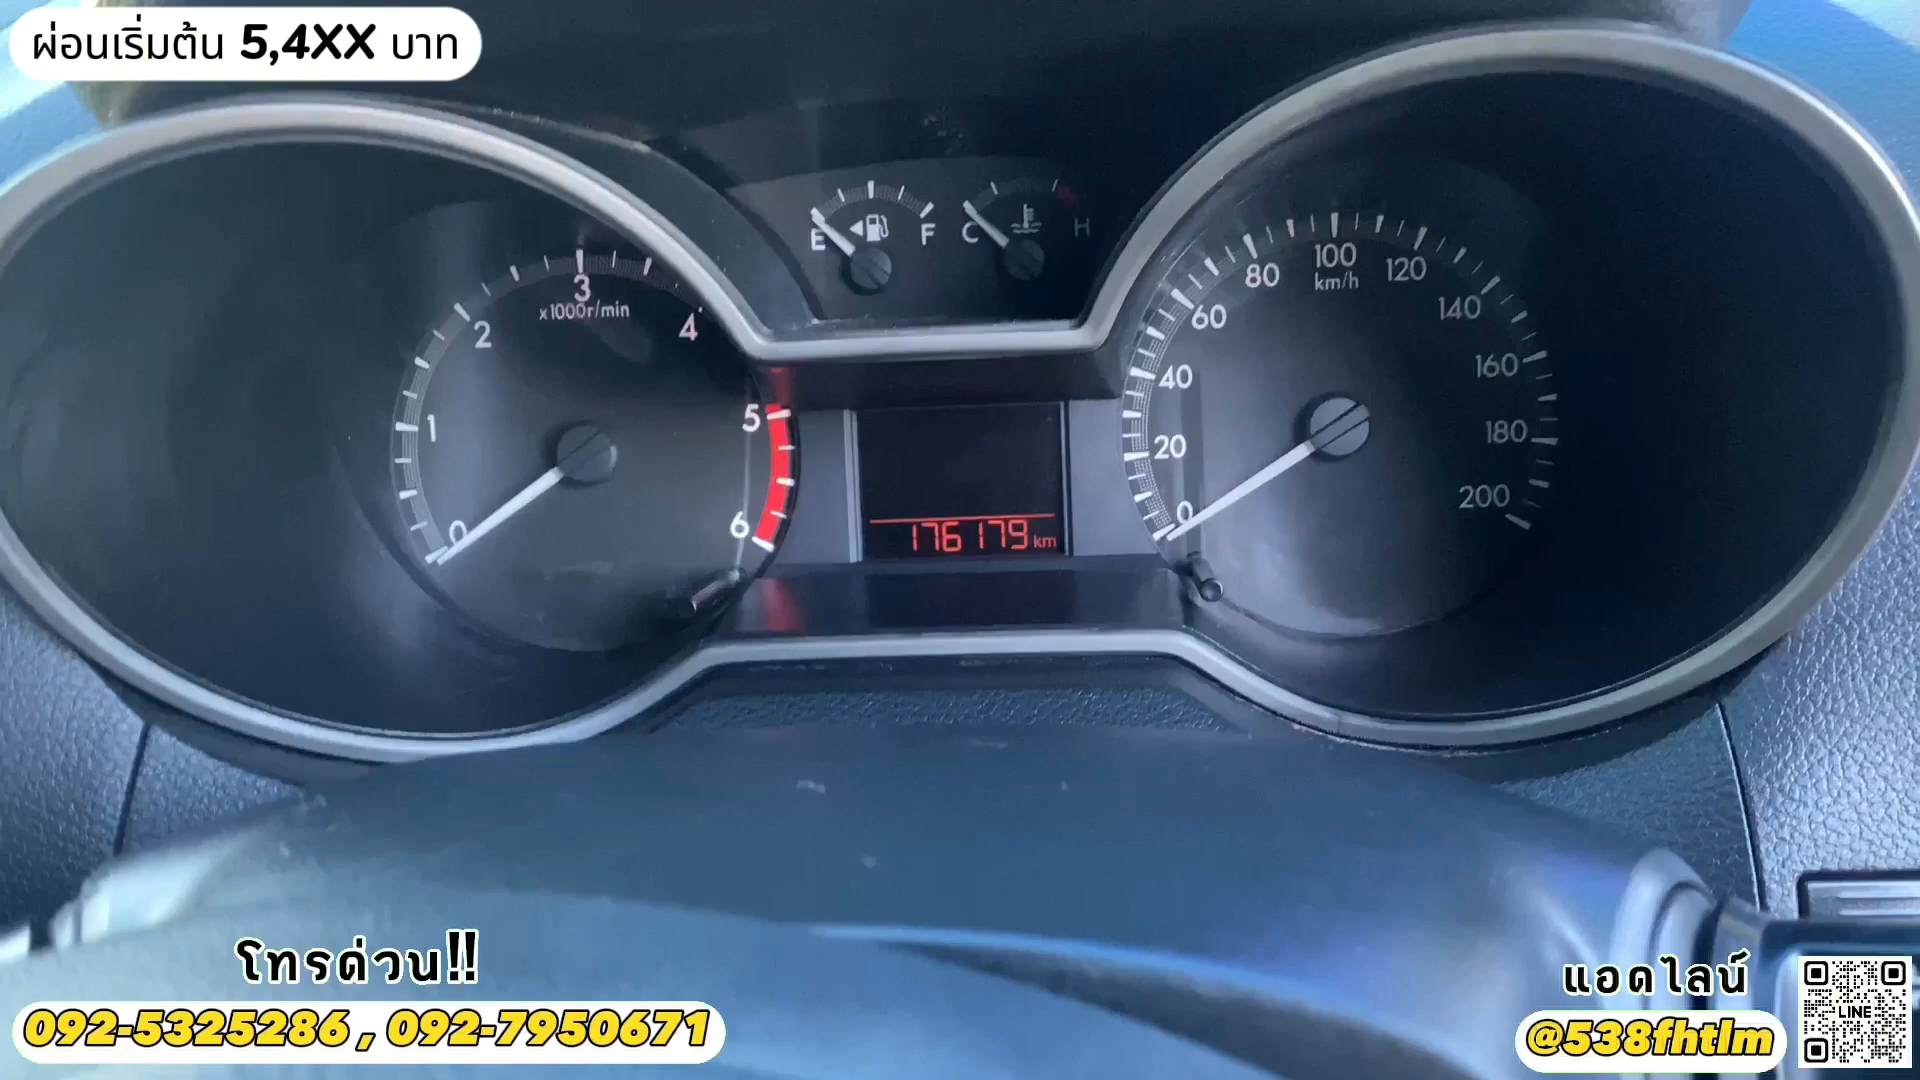 ผ่อนเริ่มต้น 5,4XX บาท
E F C H
0 1 2 3 4 5 6
x1000r/min
0 20 40 60 80 100 120 140 160 180 200
km/h
176179 km
โทรด่วน!!
092-5325286 , 092-7950671
แอดไลน์
@538fhtlm
LINE